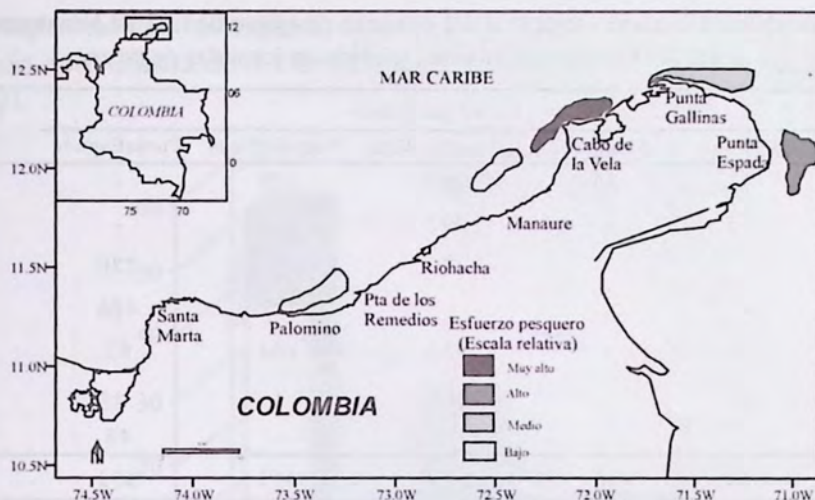 12
05
0
75
70
COLOMBIA
MAR CARIBE
12.5N
12.0N
11.5N
11.0N
10.5N
Punta
Gallinas
Cabo de
la Vela
Punta
Espada
Manaure
Riohacha
Pta de los
Remedios
Palomino
Santa
Marta
Esfuerzo pesquero
(Escala relativa)
Muy alto
Alto
Medio
Bajo
COLOMBIA
74.5W
74.0W
73.5W
73.0W
72.5W
72.0W
71.5W
71.0W